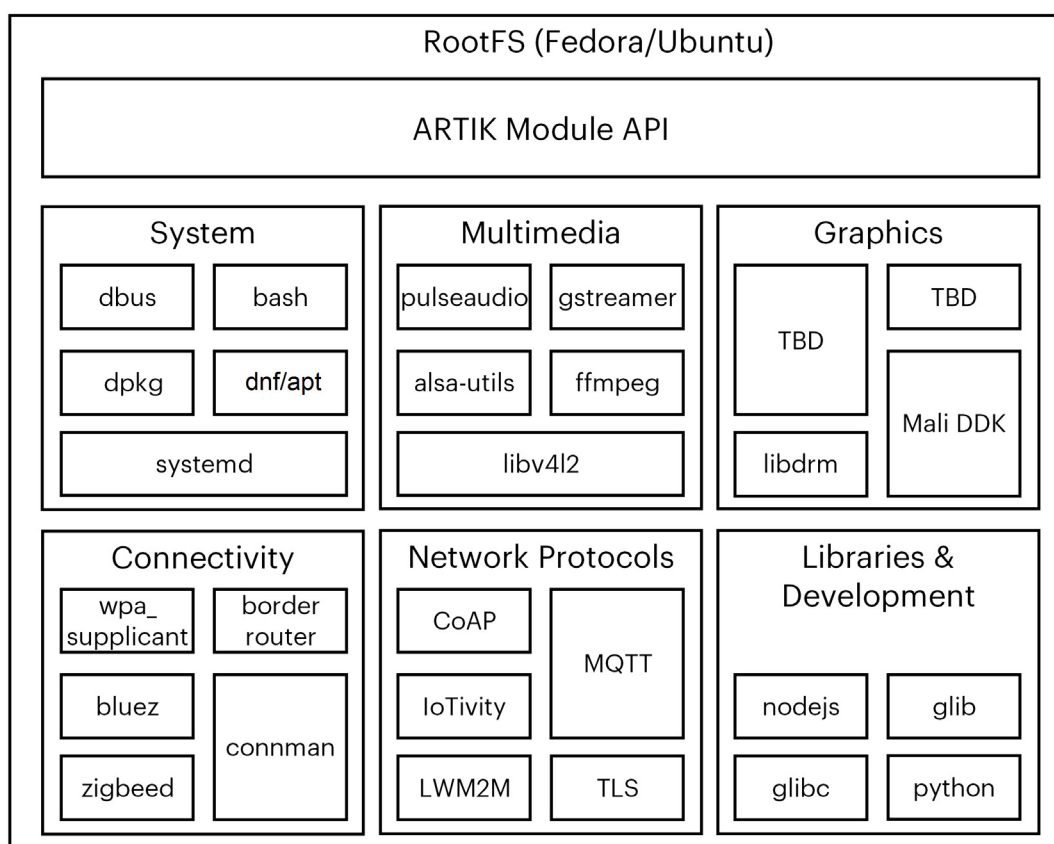 RootFS (Fedora/Ubuntu)
ARTIK Module API
System
dbus
bash
dpkg
dnf/apt
systemd
Multimedia
pulseaudio
gstreamer
alsa-utils
ffmpeg
libv4l2
Graphics
TBD
TBD
Mali DDK
libdrm
Connectivity
wpa_
supplicant
border
router
bluez
connman
zigbeed
Network Protocols
CoAP
MQTT
IoTivity
LWM2M
TLS
Libraries &
Development
nodejs
glib
glibc
python